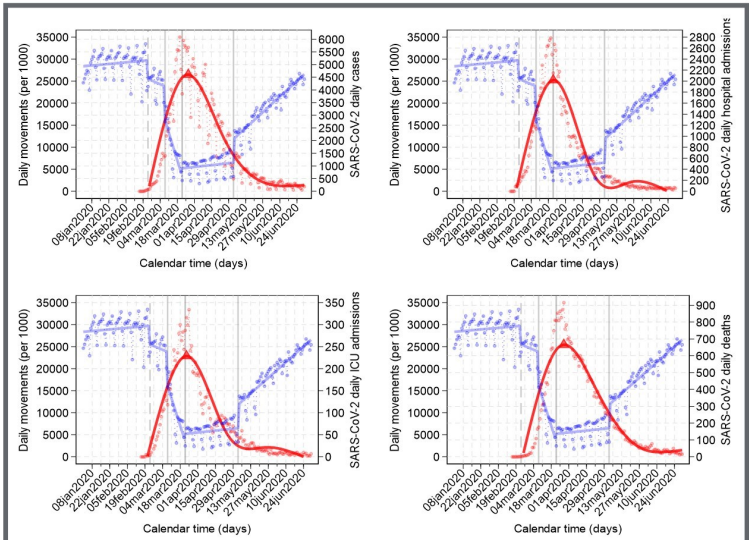 Daily movements (per 1000)
35000
30000
25000
20000
15000
10000
5000
0
6000
5500
5000
4500
4000
3500
3000
2500
2000
1500
1000
500
0
SARS-CoV-2 daily cases
08jan2020
22jan2020
05feb2020
19feb2020
04mar2020
18mar2020
01apr2020
15apr2020
29apr2020
13may2020
27may2020
10jun2020
24jun2020
Calendar time (days)
Daily movements (per 1000)
35000
30000
25000
20000
15000
10000
5000
0
2800
2600
2400
2200
2000
1800
1600
1400
1200
1000
800
600
400
200
0
SARS-CoV-2 daily hospital admissions
08jan2020
22jan2020
05feb2020
19feb2020
04mar2020
18mar2020
01apr2020
15apr2020
29apr2020
13may2020
27may2020
10jun2020
24jun2020
Calendar time (days)
Daily movements (per 1000)
35000
30000
25000
20000
15000
10000
5000
0
350
300
250
200
150
100
50
0
SARS-CoV-2 daily ICU admissions
08jan2020
22jan2020
05feb2020
19feb2020
04mar2020
18mar2020
01apr2020
15apr2020
29apr2020
13may2020
27may2020
10jun2020
24jun2020
Calendar time (days)
Daily movements (per 1000)
35000
30000
25000
20000
15000
10000
5000
0
900
800
700
600
500
400
300
200
100
0
SARS-CoV-2 daily deaths
08jan2020
22jan2020
05feb2020
19feb2020
04mar2020
18mar2020
01apr2020
15apr2020
29apr2020
13may2020
27may2020
10jun2020
24jun2020
Calendar time (days)